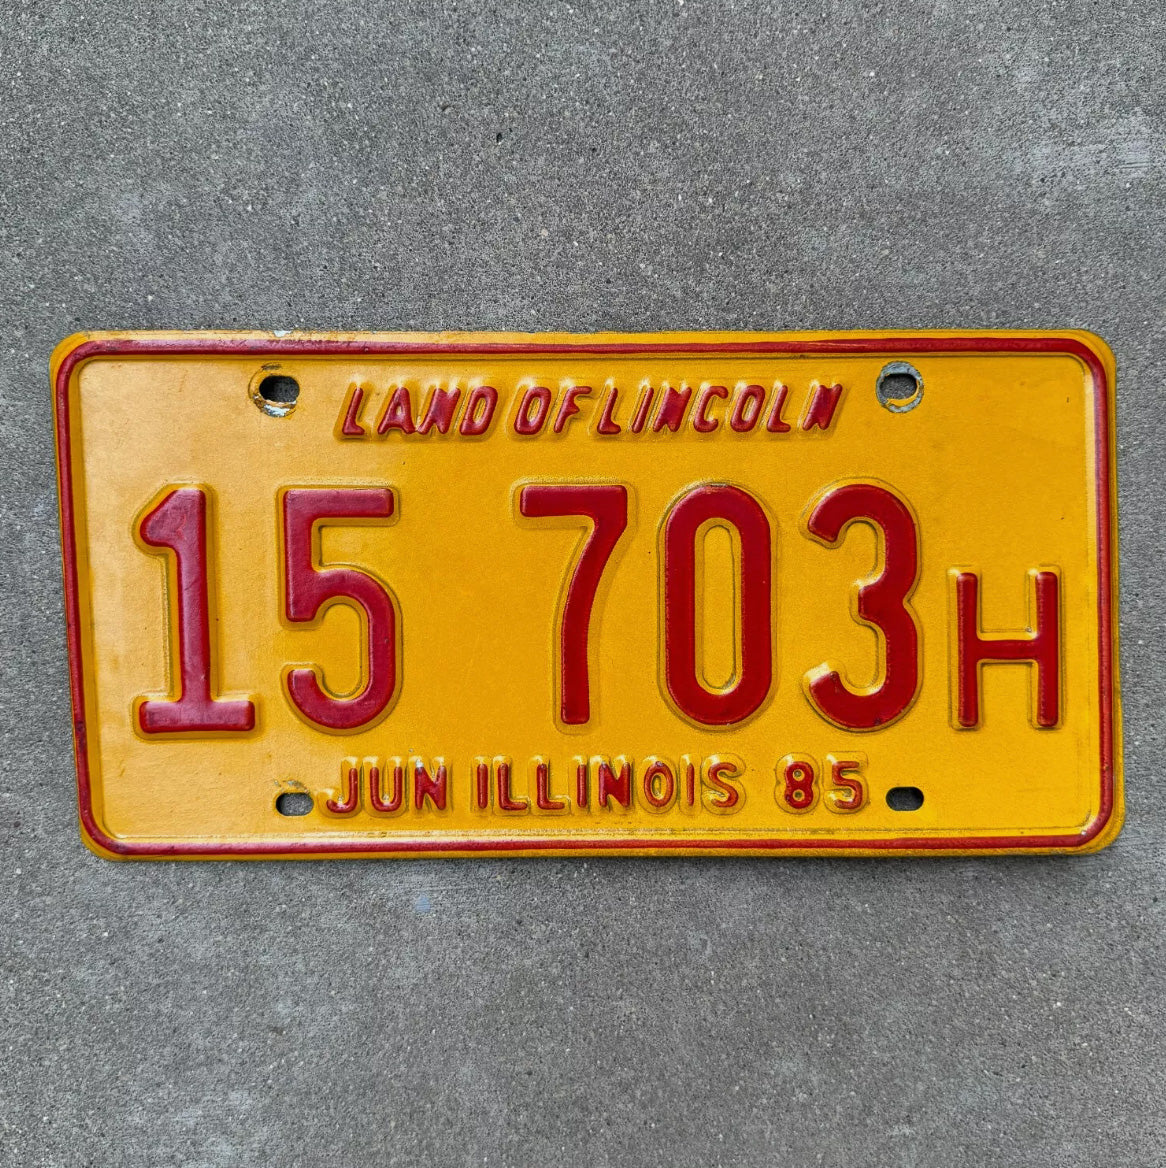 LAND OF LINCOLN
15 703H
JUN ILLINOIS 85